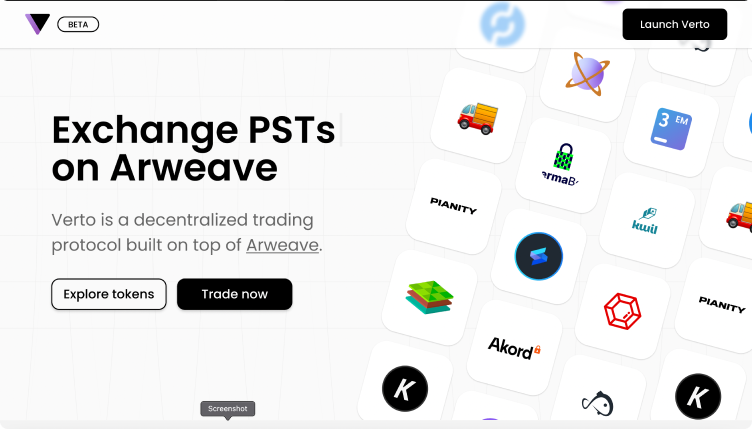 BETA
Launch Verto
Exchange PSTs
on Arweave
Verto is a decentralized trading
protocol built on top of Arweave.
Explore tokens
Trade now
3 EM
PIANITY
kwil
PIANITY
Akord
K
K
Screenshot